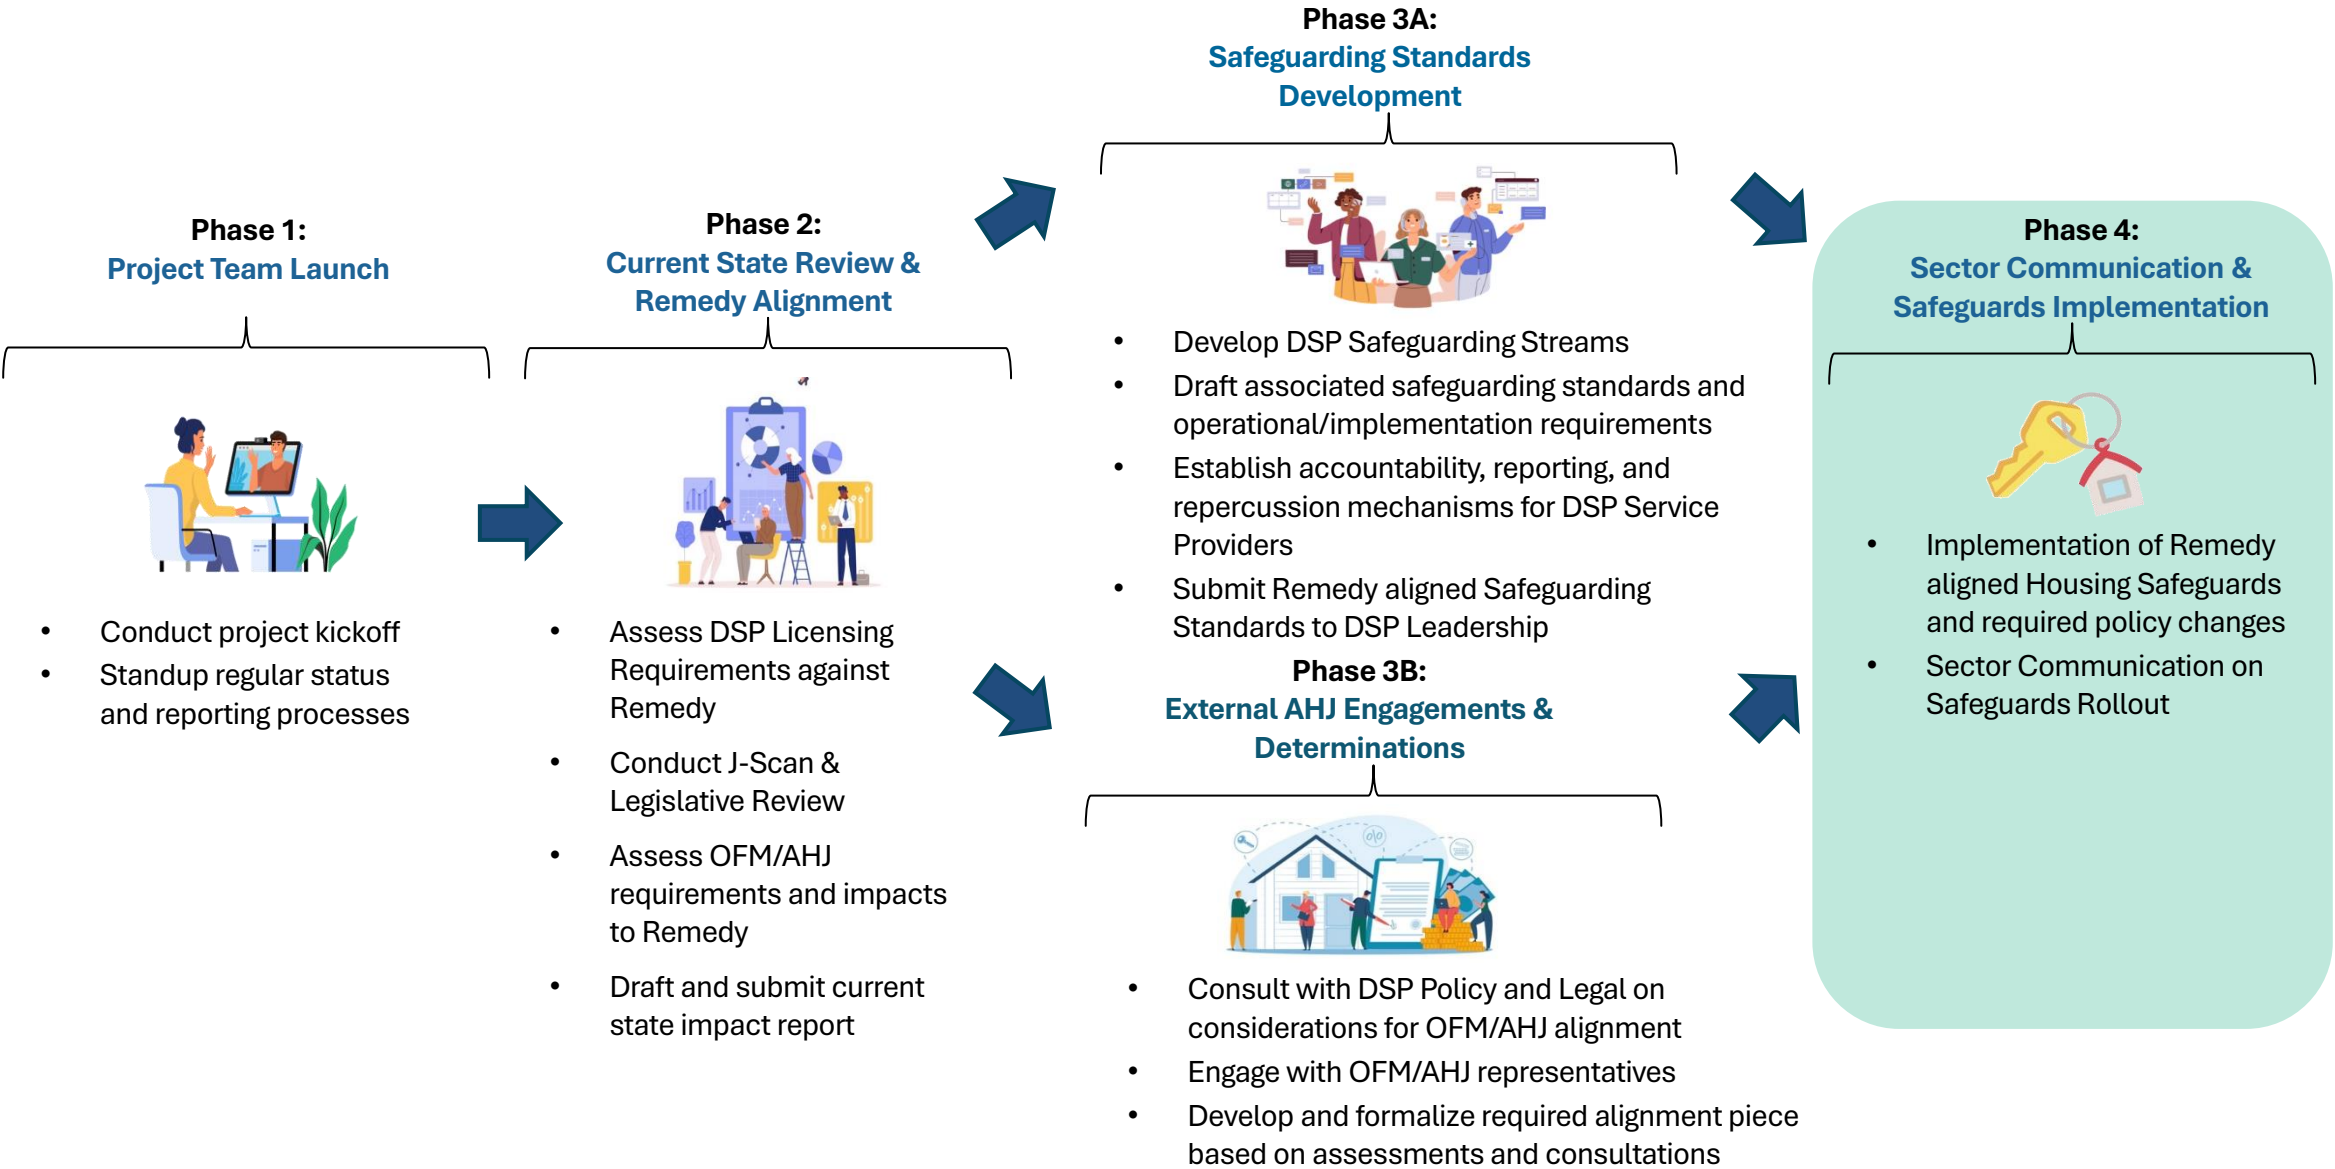 Phase 1:
Project Team Launch
• Conduct project kickoff
• Standup regular status
and reporting processes
Phase 2:
Current State Review &
Remedy Alignment
• Assess DSP Licensing
Requirements against
Remedy
• Conduct J-Scan &
Legislative Review
• Assess OFM/AHJ
requirements and impacts
to Remedy
• Draft and submit current
state impact report
Phase 3A:
Safeguarding Standards
Development
• Develop DSP Safeguarding Streams
• Draft associated safeguarding standards and
operational/implementation requirements
• Establish accountability, reporting, and
repercussion mechanisms for DSP Service
Providers
• Submit Remedy aligned Safeguarding
Standards to DSP Leadership
Phase 3B:
External AHJ Engagements &
Determinations
• Consult with DSP Policy and Legal on
considerations for OFM/AHJ alignment
• Engage with OFM/AHJ representatives
• Develop and formalize required alignment piece
based on assessments and consultations
Phase 4:
Sector Communication &
Safeguards Implementation
• Implementation of Remedy
aligned Housing Safeguards
and required policy changes
• Sector Communication on
Safeguards Rollout